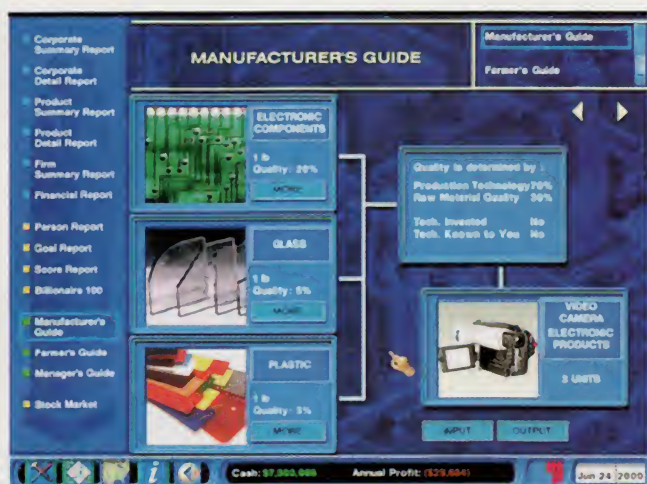 Corporate
Summary Report
Corporate
Detail Report
Product
Summary Report
Product
Detail Report
Firm
Summary Report
Financial Report
Person Report
Goal Report
Score Report
Billionaire 100
Manufacturer's
Guide
Farmer's Guide
Manager's Guide
Stock Market
MANUFACTURER'S GUIDE
Manufacturer's Guide
Farmer's Guide
ELECTRONIC
COMPONENTS
1 lb
Quality: 20%
MORE
GLASS
1 lb
Quality: 5%
MORE
PLASTIC
1 lb
Quality:
MORE
Quality is determined by :
Production Technology 70%
Raw Material Quality 30%
Tech. Invented No
Tech. Known to You No
VIDEO
CAMERA
ELECTRONIC
PRODUCTS
3 UNITS
INPUT OUTPUT
Cash: Annual Profit:
Jun 24 2000